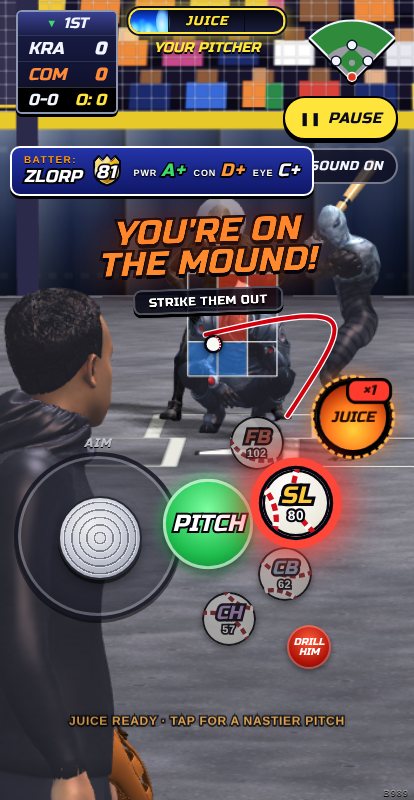 ▼ 1ST
KRA 0
COM 0
0-0 O: 0
JUICE
YOUR PITCHER
PAUSE
SOUND ON
BATTER:
ZLORP 81 PWR A+ CON D+ EYE C+
YOU'RE ON
THE MOUND!
STRIKE THEM OUT
×1
JUICE
AIM
FB
102
PITCH
SL
80
CB
62
CH
57
DRILL
HIM
JUICE READY · TAP FOR A NASTIER PITCH
B989